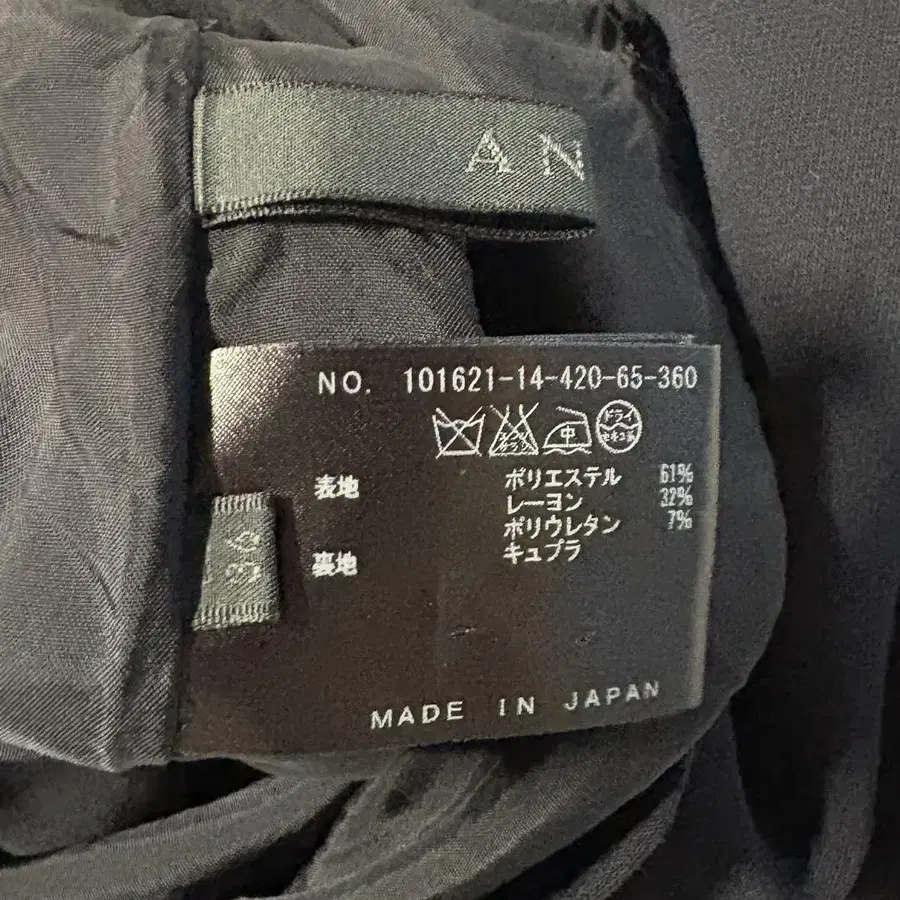 AN
NO. 101621-14-420-65-360
中 ドライ
表地 ポリエステル 61%
レーヨン 32%
ポリウレタン 7%
裏地 キュプラ
36
MADE IN JAPAN